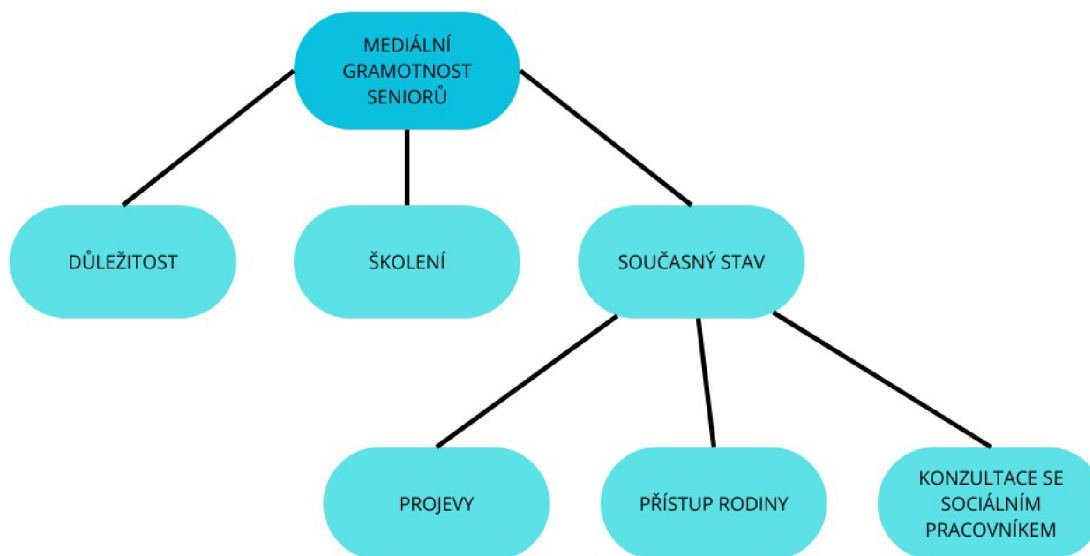 MEDIÁLNÍ
GRAMOTNOST
SENIORŮ
DŮLEŽITOST
ŠKOLENÍ
SOUČASNÝ STAV
PROJEVY
PŘÍSTUP RODINY
KONZULTACE SE
SOCIÁLNÍM
PRACOVNÍKEM